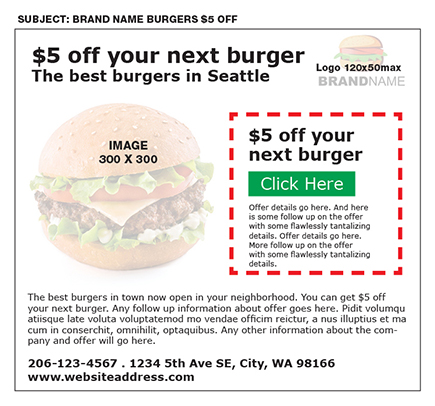 SUBJECT: BRAND NAME BURGERS $5 OFF
$5 off your next burger
The best burgers in Seattle
Logo 120x50max
BRANDNAME
IMAGE
300 X 300
$5 off your
next burger
Click Here
Offer details go here. And here
is some follow up on the offer
with some flawlessly tantalizing
details. Offer details go here.
More follow up on the offer
with some flawlessly tantalizing
details.
The best burgers in town now open in your neighborhood. You can get $5 off
your next burger. Any follow up information about offer goes here. Pidit volumqu
atiisque late voluta voluptatemod mo vendae officim reictur, a nus illuptius et ma
cum in conserchit, omnihilit, optaquibus. Any other information about the com-
pany and offer will go here.
206-123-4567 . 1234 5th Ave SE, City, WA 98166
www.websiteaddress.com